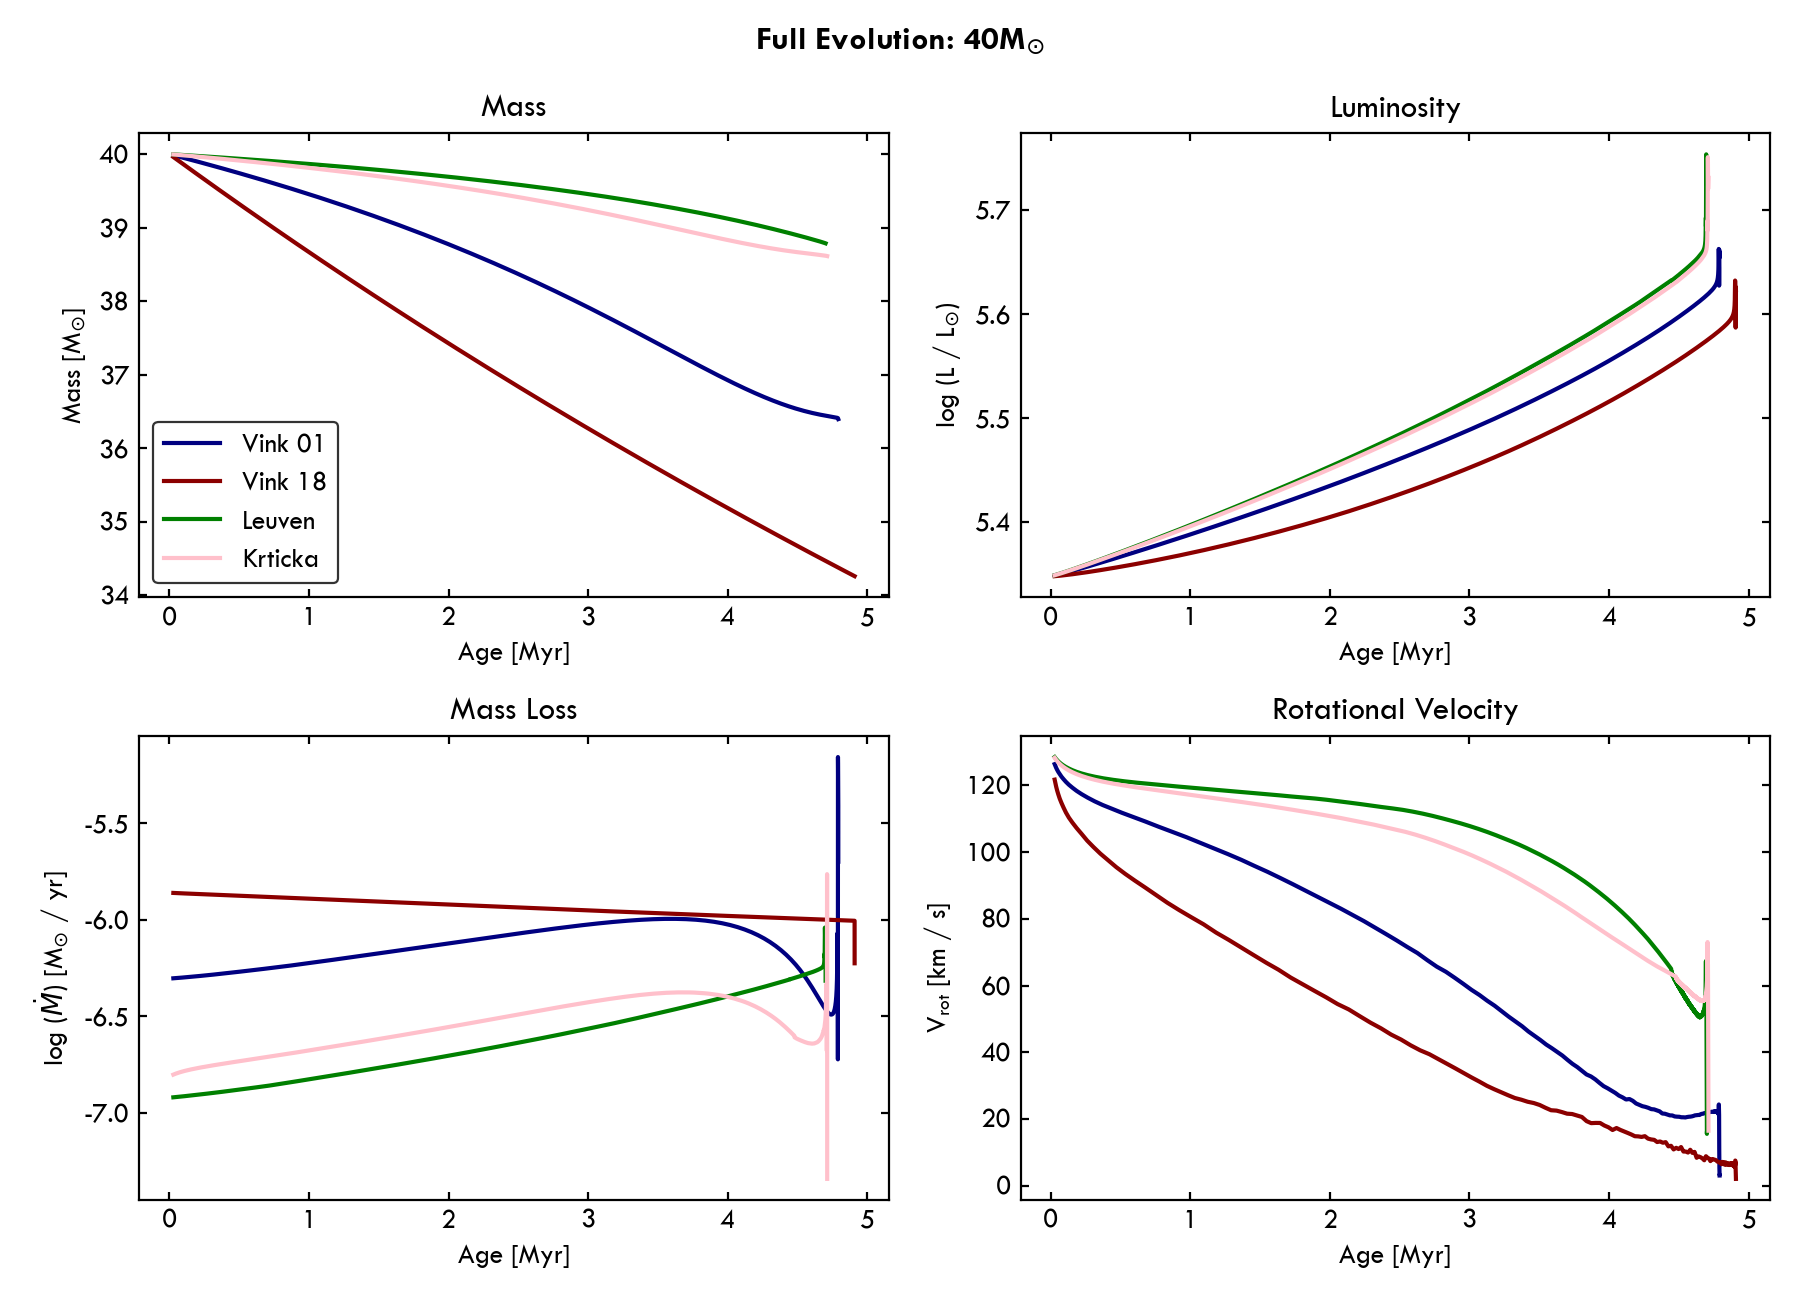 Full Evolution: 40M⊙
Mass
40
39
38
37
36
35
34
Mass [M⊙]
Vink 01
Vink 18
Leuven
Krticka
0 1 2 3 4 5
Age [Myr]
Luminosity
5.7
5.6
5.5
5.4
log (L / L⊙)
0 1 2 3 4 5
Age [Myr]
Mass Loss
-5.5
-6.0
-6.5
-7.0
log (Ṁ) [M⊙ / yr]
0 1 2 3 4 5
Age [Myr]
Rotational Velocity
120
100
80
60
40
20
0
Vrot [km / s]
0 1 2 3 4 5
Age [Myr]